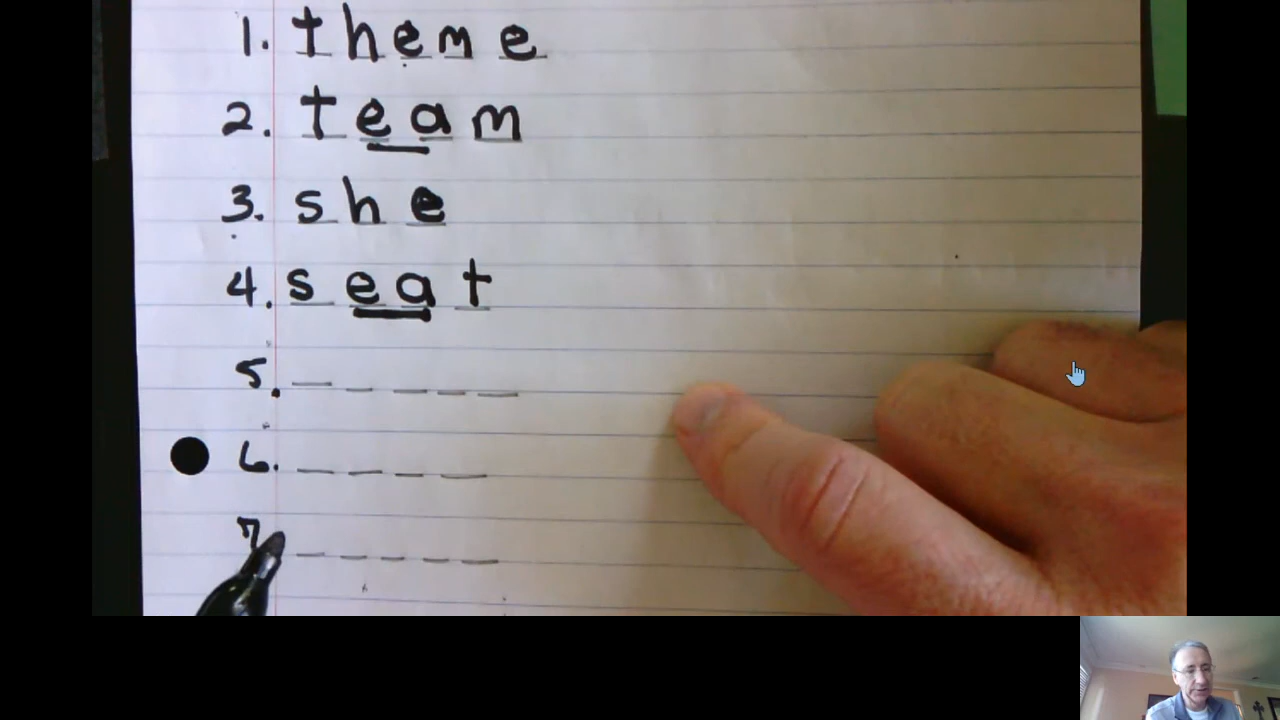 1. theme
2. team
3. she
4. seat
5. _ _ _ _ _
6. _ _ _ _
7 _ _ _ _ _